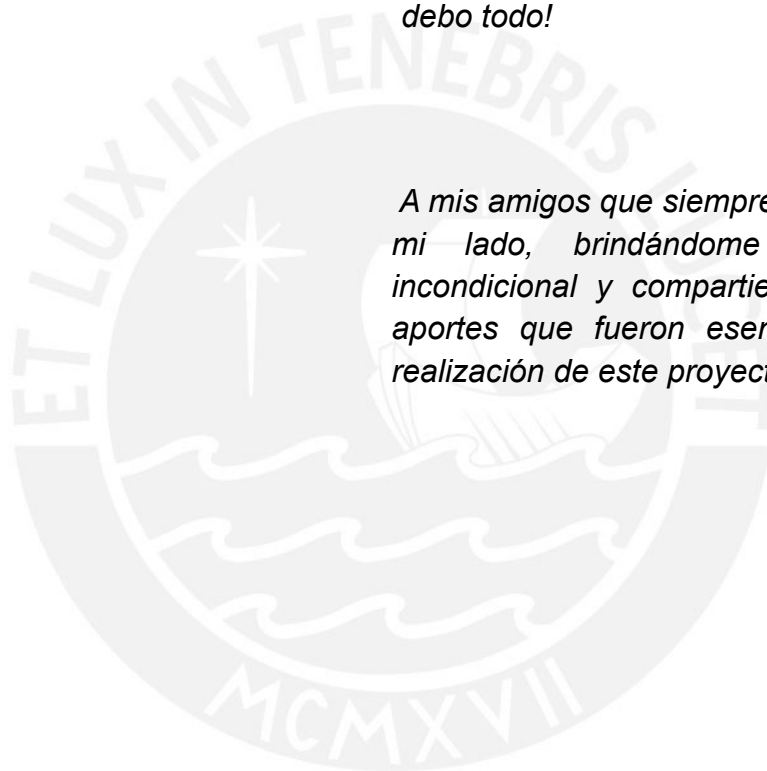 debo todo!
A mis amigos que siempre
mi lado, brindándome
incondicional y compartie
aportes que fueron esen
realización de este proyect
ET LUX IN TENEBRIS LUCET
MCMXVII